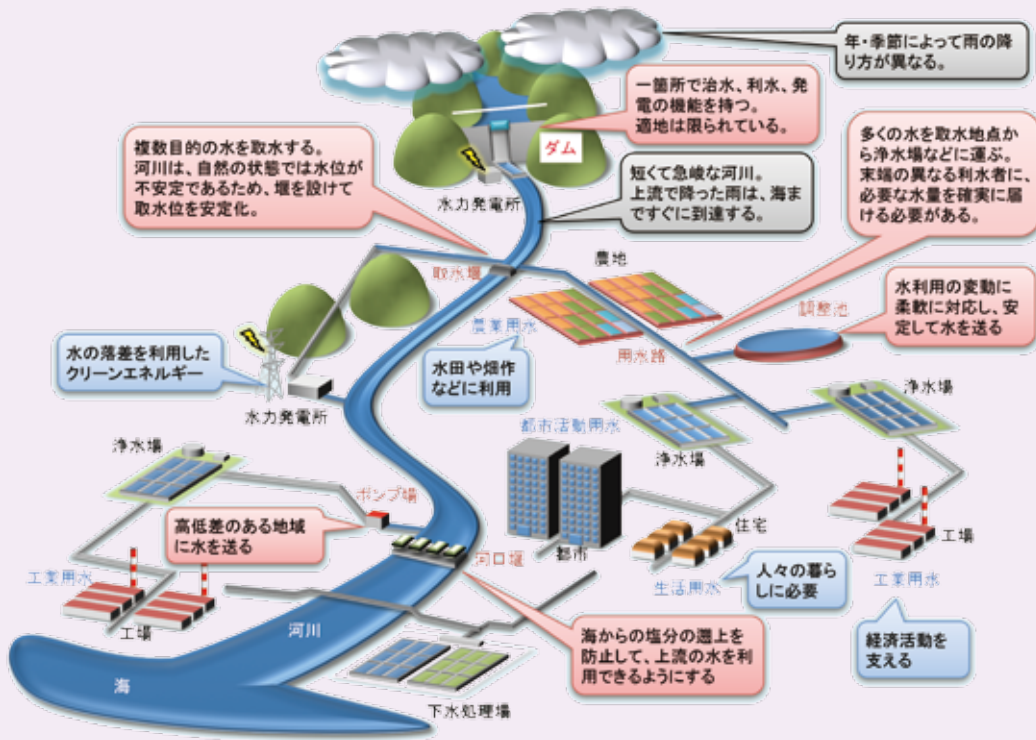 年・季節によって雨の降
り方が異なる。
一箇所で治水、利水、発
電の機能を持つ。
適地は限られている。
ダム
複数目的の水を取水する。
河川は、自然の状態では水位が
不安定であるため、堰を設けて
取水位を安定化。
水力発電所
短くて急峻な河川。
上流で降った雨は、海ま
ですぐに到達する。
多くの水を取水地点か
ら浄水場などに運ぶ。
末端の異なる利水者に、
必要な水量を確実に届
ける必要がある。
取水堰
農地
農業用水
用水路
調整池
水利用の変動に
柔軟に対応し、安
定して水を送る
水の落差を利用した
クリーンエネルギー
水力発電所
水田や畑作
などに利用
都市活動用水
浄水場
浄水場
浄水場
ポンプ場
高低差のある地域
に水を送る
河口堰
都市
住宅
生活用水
人々の暮ら
しに必要
工場
工業用水
経済活動を
支える
工業用水
工場
河川
海
海からの塩分の遡上を
防止して、上流の水を利
用できるようにする
下水処理場